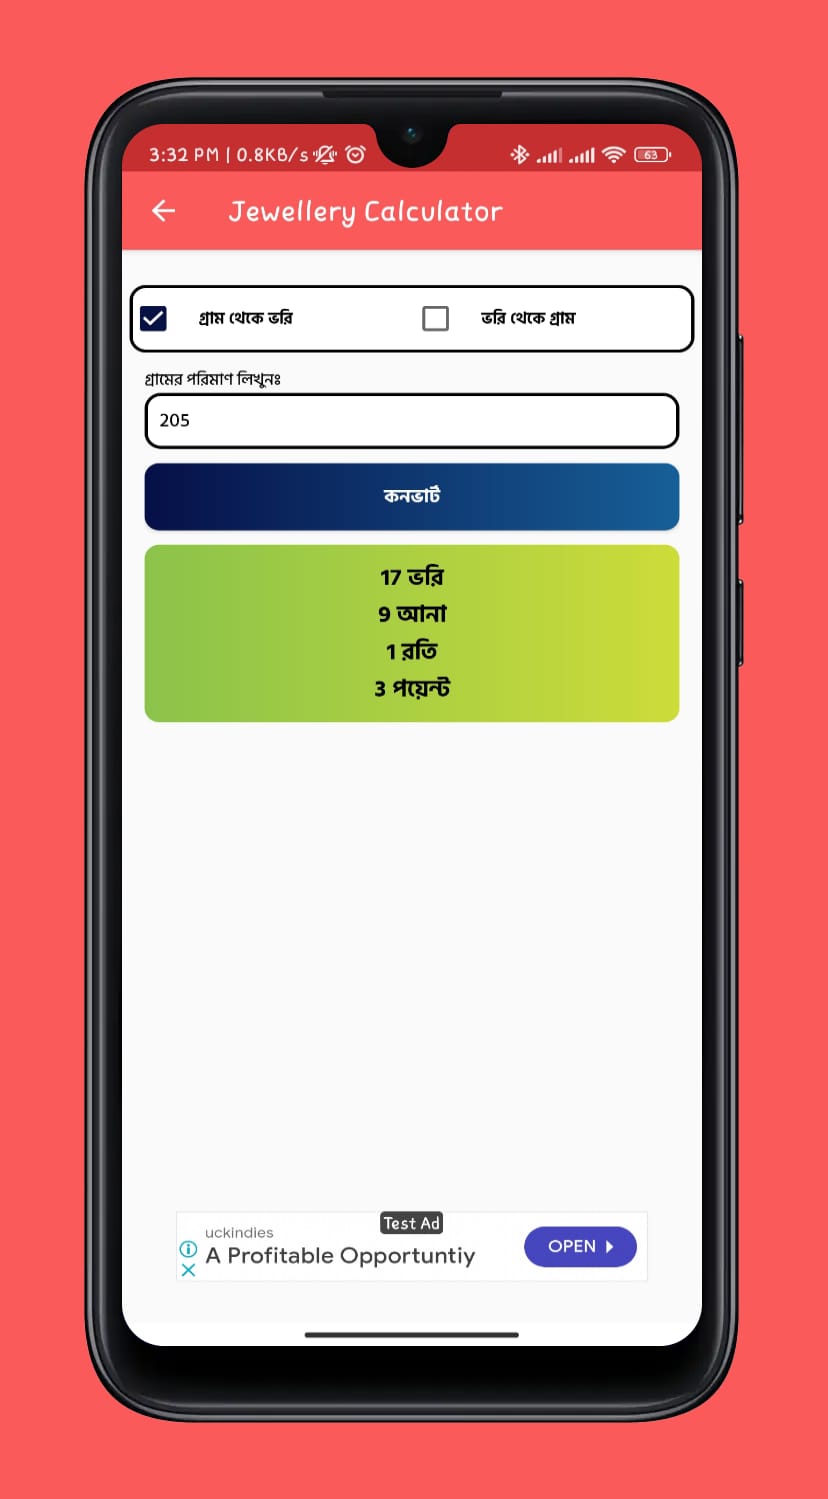 3:32 PM | 0.8KB/s
63
Jewellery Calculator
গ্রাম থেকে ভরি
ভরি থেকে গ্রাম
গ্রামের পরিমাণ লিখুনঃ
205
কনভার্ট
17 ভরি
9 আনা
1 রতি
3 পয়েন্ট
Test Ad
uckindies
A Profitable Opportuntiy
OPEN